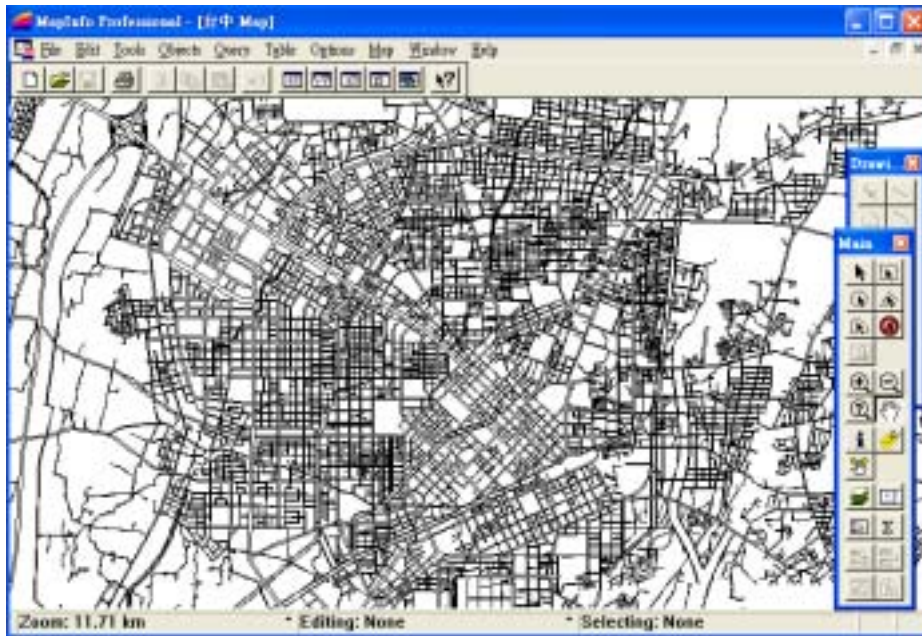 MapInfo Professional - [台中 Map]
File Edit Tools Objects Query Table Options Map Window Help
Drawi...
Main
Zoom: 11.71 km Editing: None Selecting: None